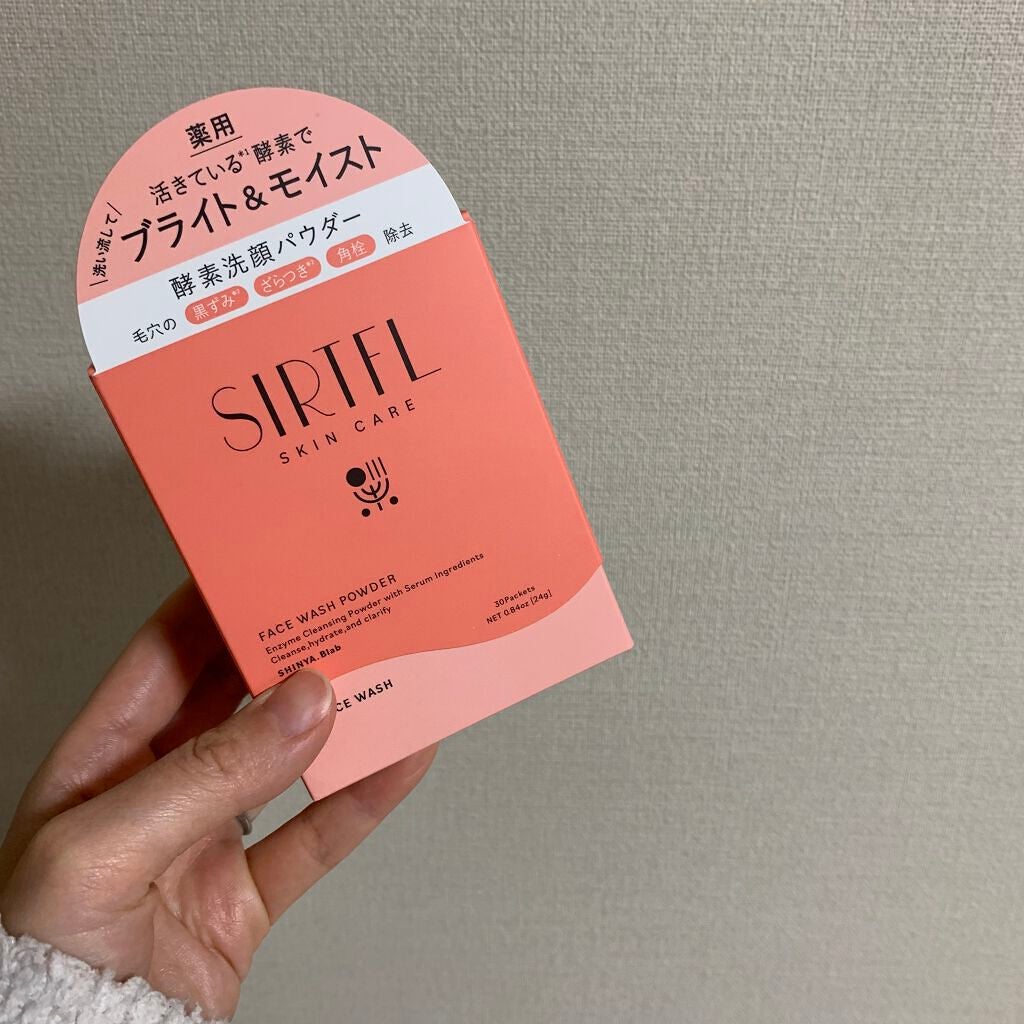 薬用
活きている*1酵素で
ブライト&モイスト
\洗い流して/
酵素洗顔パウダー
毛穴の 黒ずみ*2 ざらつき*2 角栓 除去
SIRTFL
SKIN CARE
FACE WASH POWDER
Enzyme Cleansing Powder with Serum Ingredients
Cleanse,hydrate,and clarify
SHINYA.Blab
30Packets
NET 0.84oz [24g]
CE WASH